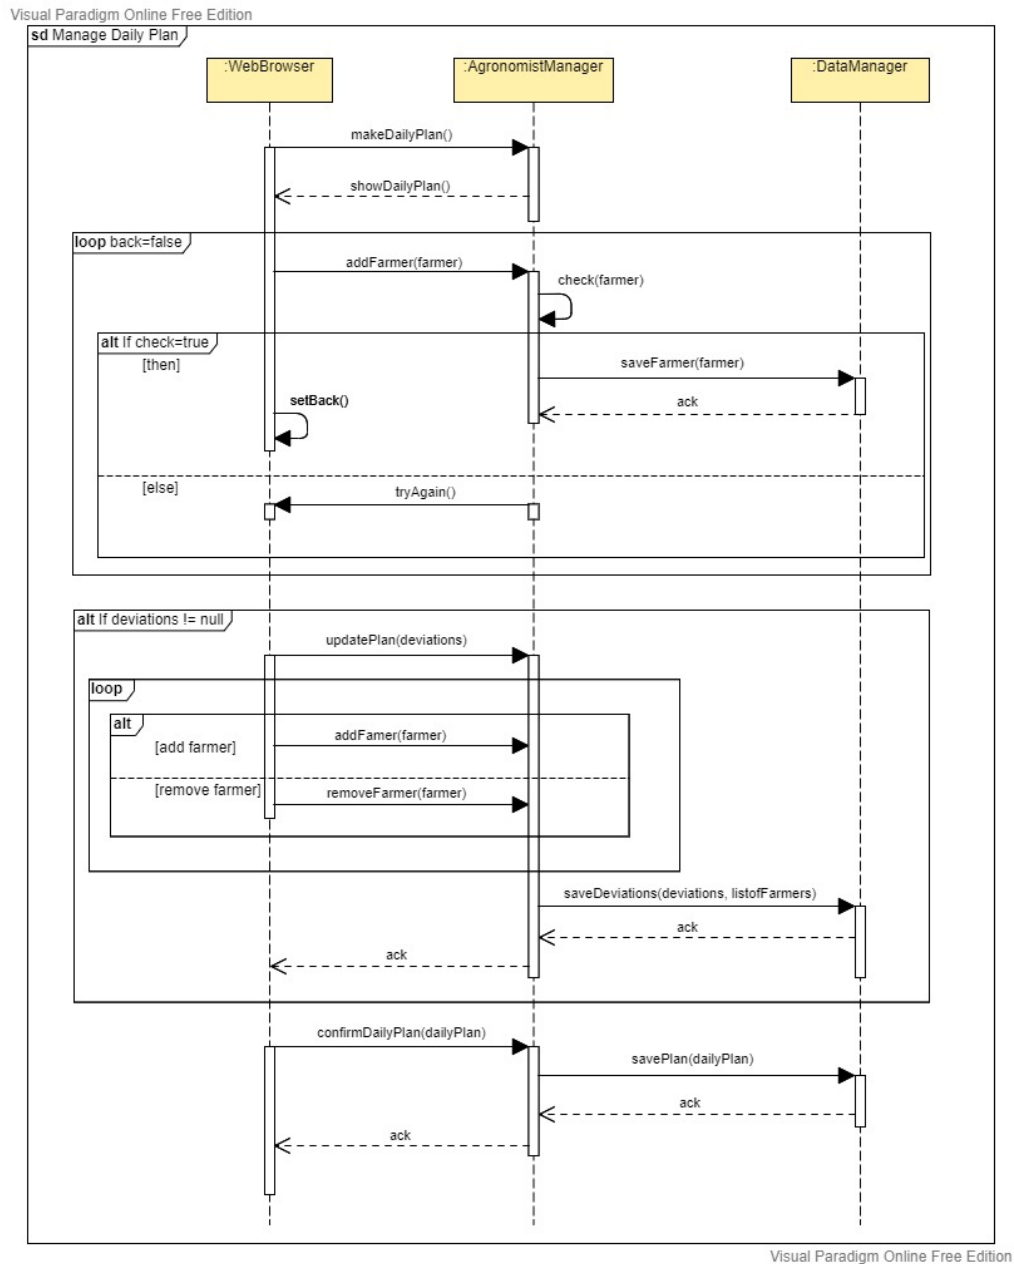 Visual Paradigm Online Free Edition
sd Manage Daily Plan
:WebBrowser
:AgronomistManager
:DataManager
makeDailyPlan()
showDailyPlan()
loop back=false
addFarmer(farmer)
check(farmer)
alt If check=true
[then]
saveFarmer(farmer)
setBack()
ack
[else]
tryAgain()
alt If deviations != null
updatePlan(deviations)
loop
alt
addFamer(farmer)
[add farmer]
[remove farmer]
removeFarmer(farmer)
saveDeviations(deviations, listofFarmers)
ack
ack
confirmDailyPlan(dailyPlan)
savePlan(dailyPlan)
ack
ack
Visual Paradigm Online Free Edition